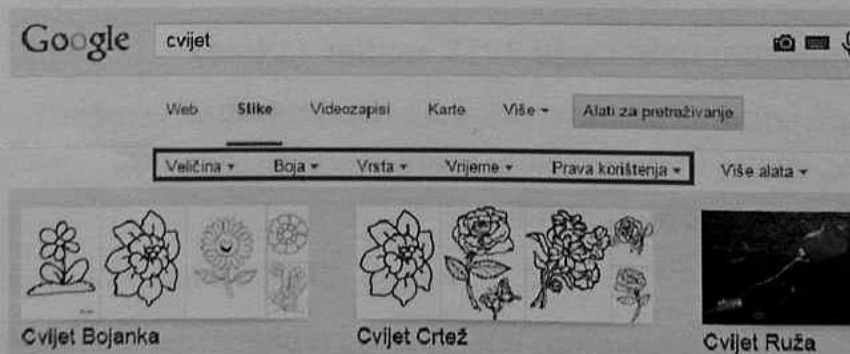 Google cvijet
Web Slike Videozapisi Karte Više Alati za pretraživanje
Veličina Boja Vrsta Vrijeme Prava korištenja Više alata
Cvijet Bojanka Cvijet Crtež Cvijet Ruža